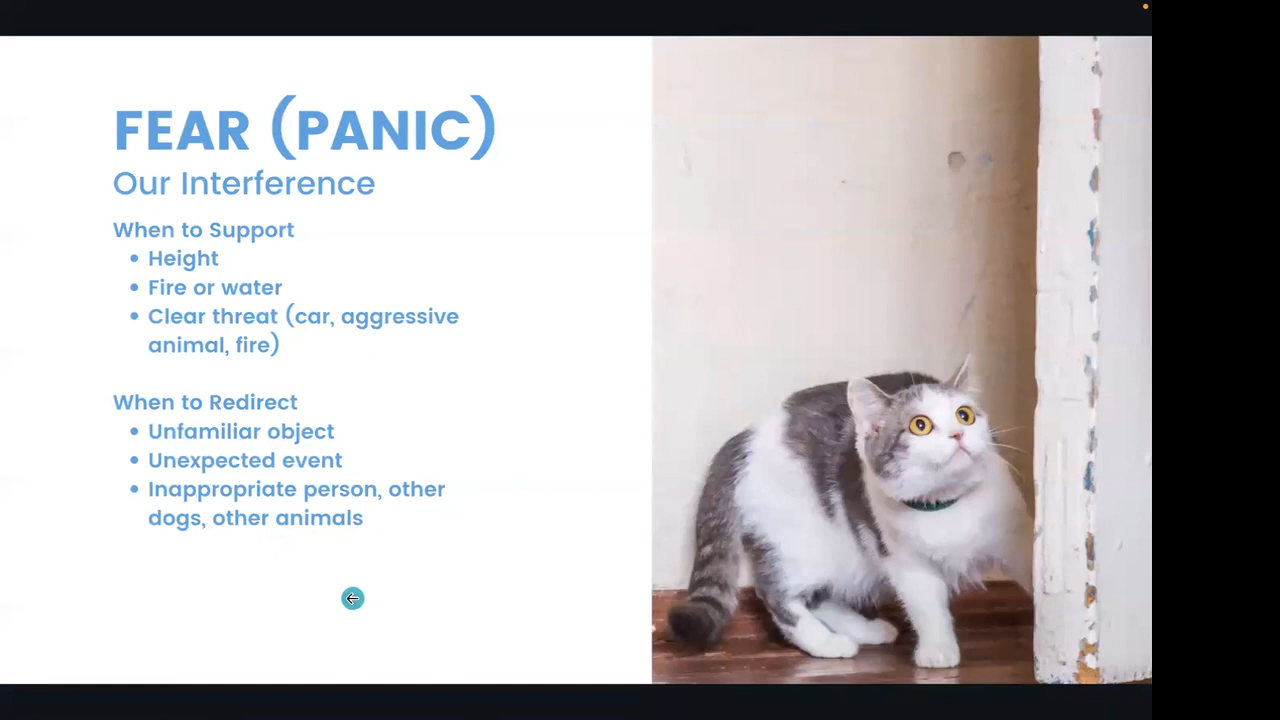 FEAR (PANIC)
Our Interference
When to Support
• Height
• Fire or water
• Clear threat (car, aggressive
animal, fire)
When to Redirect
• Unfamiliar object
• Unexpected event
• Inappropriate person, other
dogs, other animals